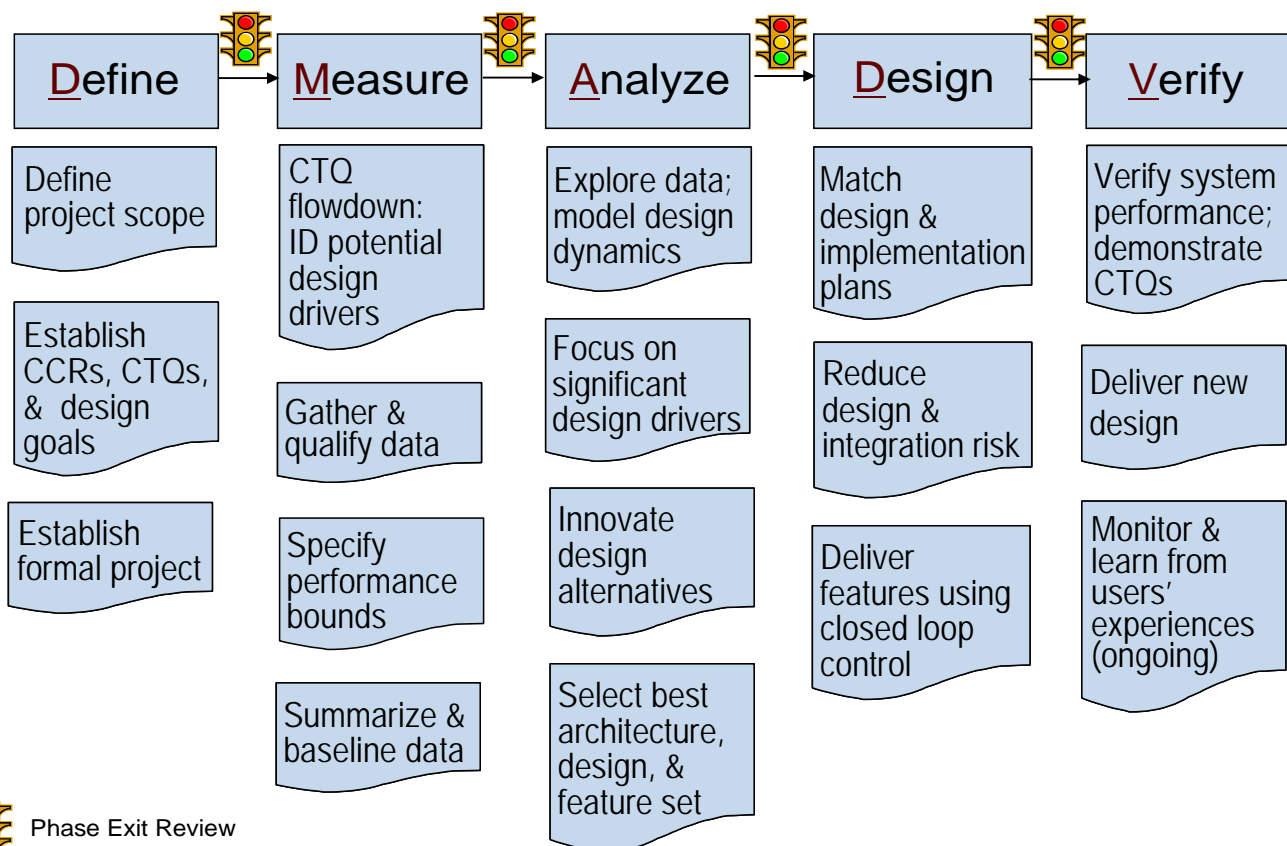 Define
Measure
Analyze
Design
Verify
Define
project scope
Establish
CCRs, CTQs,
& design
goals
Establish
formal project
CTQ
flowdown:
ID potential
design
drivers
Gather &
qualify data
Specify
performance
bounds
Summarize &
baseline data
Explore data;
model design
dynamics
Focus on
significant
design drivers
Innovate
design
alternatives
Select best
architecture,
design, &
feature set
Match
design &
implementation
plans
Reduce
design &
integration risk
Deliver
features using
closed loop
control
Verify system
performance;
demonstrate
CTQs
Deliver new
design
Monitor &
learn from
users’
experiences
(ongoing)
Phase Exit Review